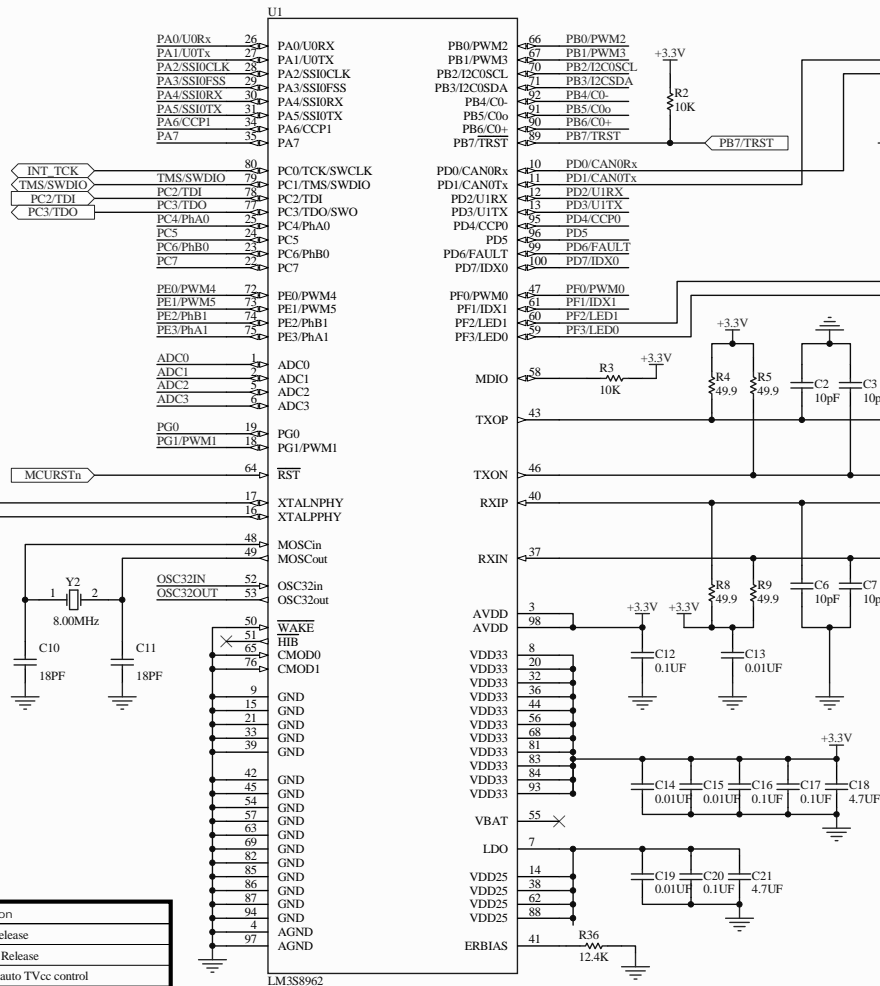 U1
PA0/U0Rx 26 PA0/U0RX
PA1/U0Tx 27 PA1/U0TX
PA2/SSI0CLK 28 PA2/SSI0CLK
PA3/SSI0FSS 29 PA3/SSI0FSS
PA4/SSI0RX 30 PA4/SSI0RX
PA5/SSI0TX 31 PA5/SSI0TX
PA6/CCP1 34 PA6/CCP1
PA7 35 PA7
INT_TCK 80 PC0/TCK/SWCLK
TMS/SWDIO TMS/SWDIO 79 PC1/TMS/SWDIO
PC2/TDI PC2/TDI 78 PC2/TDI
PC3/TDO PC3/TDO 77 PC3/TDO/SWO
PC4/PhA0 25 PC4/PhA0
PC5 24 PC5
PC6/PhB0 23 PC6/PhB0
PC7 22 PC7
PE0/PWM4 72 PE0/PWM4
PE1/PWM5 73 PE1/PWM5
PE2/PhB1 74 PE2/PhB1
PE3/PhA1 75 PE3/PhA1
ADC0 1 ADC0
ADC1 2 ADC1
ADC2 5 ADC2
ADC3 6 ADC3
PG0 19 PG0
PG1/PWM1 18 PG1/PWM1
MCURSTn 64 RST
17 XTALNPHY
16 XTALPPHY
48 MOSCin
49 MOSCout
OSC32IN 52 OSC32in
OSC32OUT 53 OSC32out
50 WAKE
51 HIB
65 CMOD0
76 CMOD1
9 GND
15 GND
21 GND
33 GND
39 GND
42 GND
45 GND
54 GND
57 GND
63 GND
69 GND
82 GND
85 GND
86 GND
87 GND
94 GND
4 AGND
97 AGND
Y2
1 2
8.00MHz
C10
18PF
C11
18PF
PB0/PWM2 66 PB0/PWM2
PB1/PWM3 67 PB1/PWM3
PB2/I2C0SCL 70 PB2/I2C0SCL
PB3/I2C0SDA 71 PB3/I2CSDA
PB4/C0- 92 PB4/C0-
PB5/C0o 91 PB5/C0o
PB6/C0+ 90 PB6/C0+
PB7/TRST 89 PB7/TRST
PB7/TRST
+3.3V
R2
10K
PD0/CAN0Rx 10 PD0/CAN0Rx
PD1/CAN0Tx 11 PD1/CAN0Tx
PD2/U1RX 12 PD2/U1RX
PD3/U1TX 13 PD3/U1TX
PD4/CCP0 95 PD4/CCP0
PD5 96 PD5
PD6/FAULT 99 PD6/FAULT
PD7/IDX0 100 PD7/IDX0
PF0/PWM0 47 PF0/PWM0
PF1/IDX1 61 PF1/IDX1
PF2/LED1 60 PF2/LED1
PF3/LED0 59 PF3/LED0
MDIO 58
R3
10K
+3.3V
TXOP 43
TXON 46
RXIP 40
RXIN 37
+3.3V
R4
49.9
R5
49.9
C2
10pF
C3
10p
R8
49.9
R9
49.9
C6
10pF
C7
10p
AVDD 3
AVDD 98
+3.3V +3.3V
C12
0.1UF
C13
0.01UF
VDD33 8
VDD33 20
VDD33 32
VDD33 36
VDD33 44
VDD33 56
VDD33 68
VDD33 81
VDD33 83
VDD33 84
VDD33 93
+3.3V
C14
0.01UF
C15
0.01UF
C16
0.1UF
C17
0.1UF
C18
4.7UF
VBAT 55
LDO 7
VDD25 14
VDD25 38
VDD25 62
VDD25 88
C19
0.01UF
C20
0.1UF
C21
4.7UF
ERBIAS 41
R36
12.4K
LM3S8962
on
elease
Release
auto TVcc control